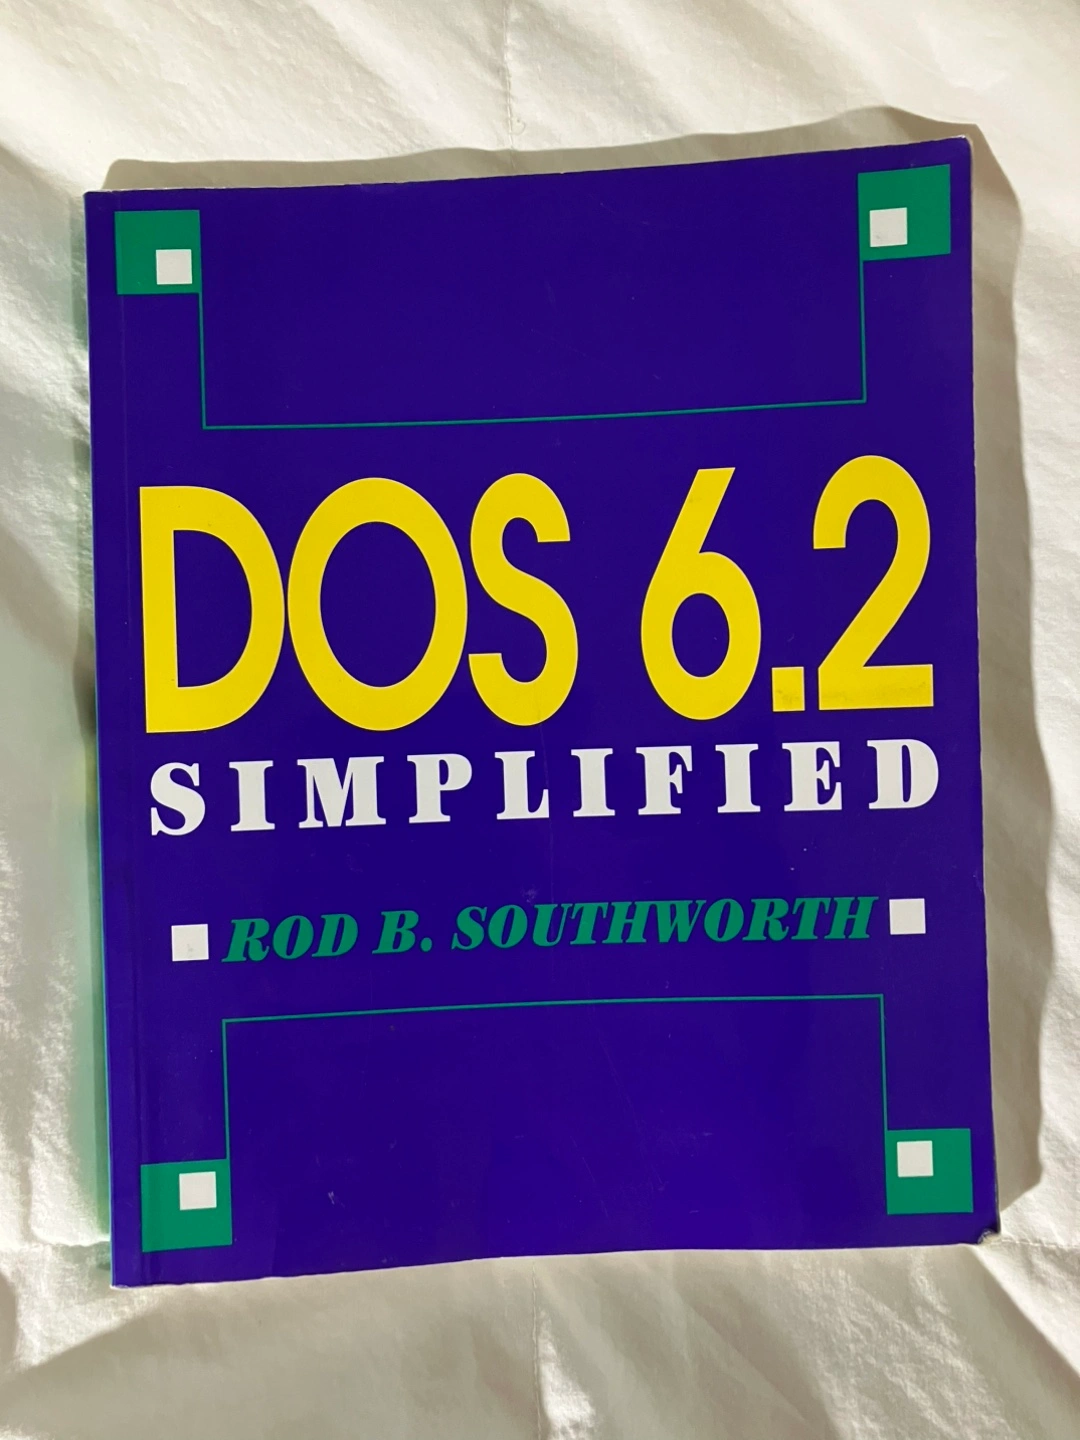 DOS 6.2
SIMPLIFIED
ROD B. SOUTHWORTH